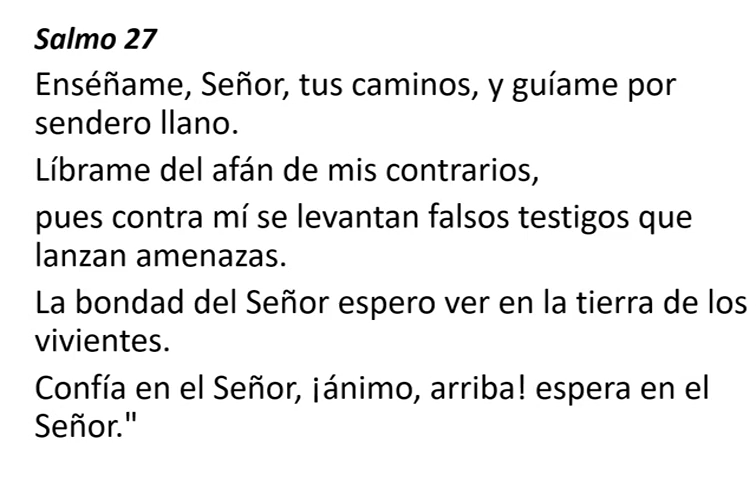 Salmo 27
Enséñame, Señor, tus caminos, y guíame por
sendero llano.
Líbrame del afán de mis contrarios,
pues contra mí se levantan falsos testigos que
lanzan amenazas.
La bondad del Señor espero ver en la tierra de los
vivientes.
Confía en el Señor, ¡ánimo, arriba! espera en el
Señor."